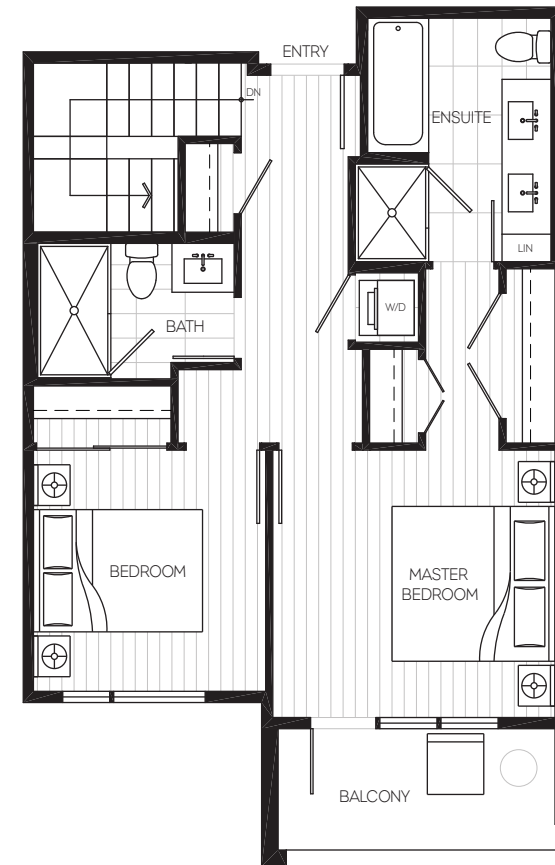 ENTRY
DN
ENSUITE
LIN
W/D
BATH
BEDROOM
MASTER
BEDROOM
BALCONY